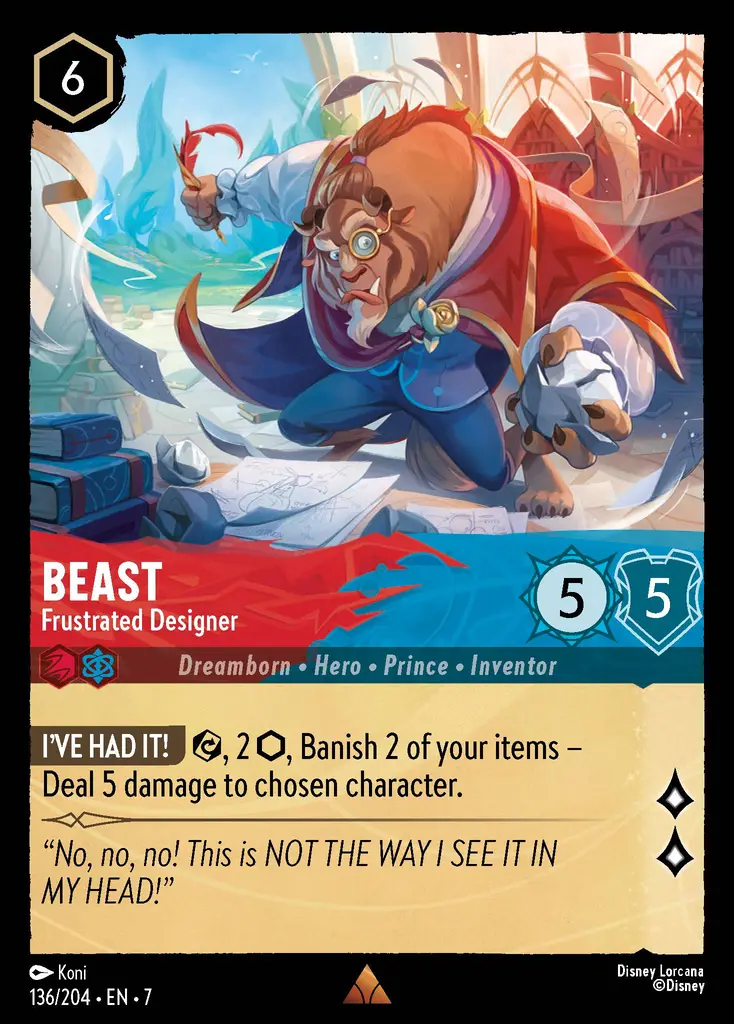 6
BEAST
Frustrated Designer
5
5
Dreamborn • Hero • Prince • Inventor
I'VE HAD IT! , 2 , Banish 2 of your items –
Deal 5 damage to chosen character.
“No, no, no! This is NOT THE WAY I SEE IT IN
MY HEAD!”
Koni
Disney Lorcana
136/204 • EN • 7
©Disney